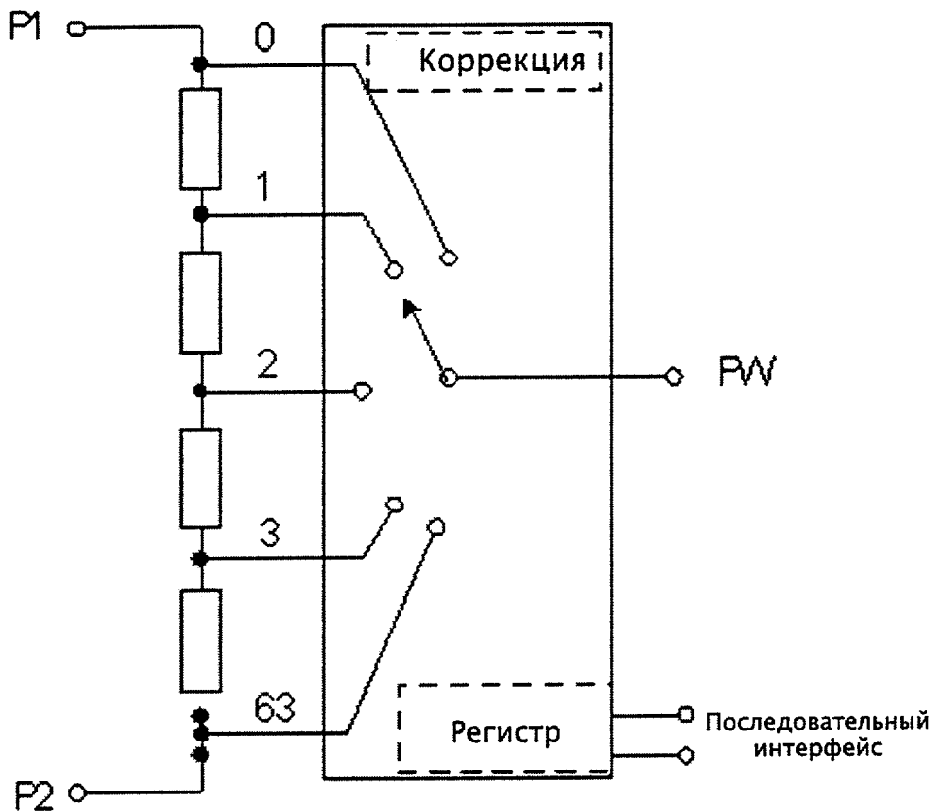 P1
0
Коррекция
1
2
PW
3
63
Регистр
Последовательный
интерфейс
P2